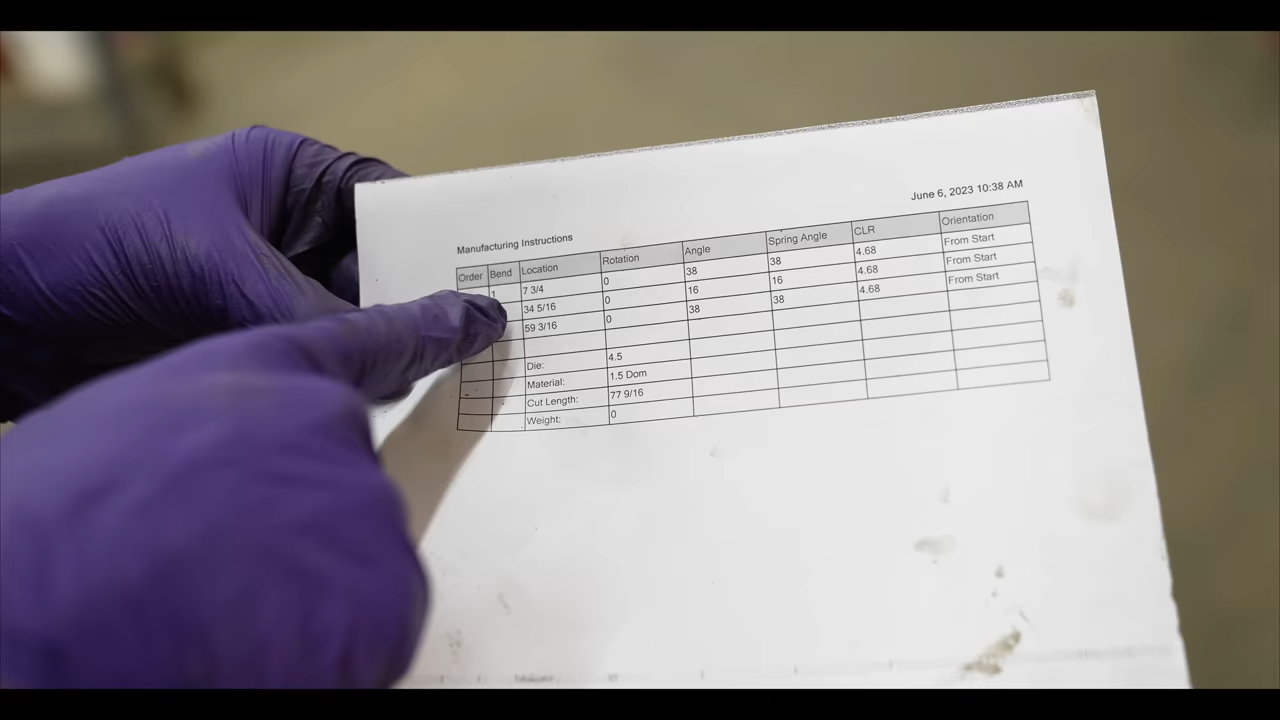 June 6, 2023 10:38 AM
Manufacturing Instructions
Order Bend Location Rotation Angle Spring Angle CLR Orientation
1 7 3/4 0 38 38 4.68 From Start
34 5/16 0 16 16 4.68 From Start
59 3/16 0 38 38 4.68 From Start
Die: 4.5
Material: 1.5 Dom
Cut Length: 77 9/16
Weight: 0